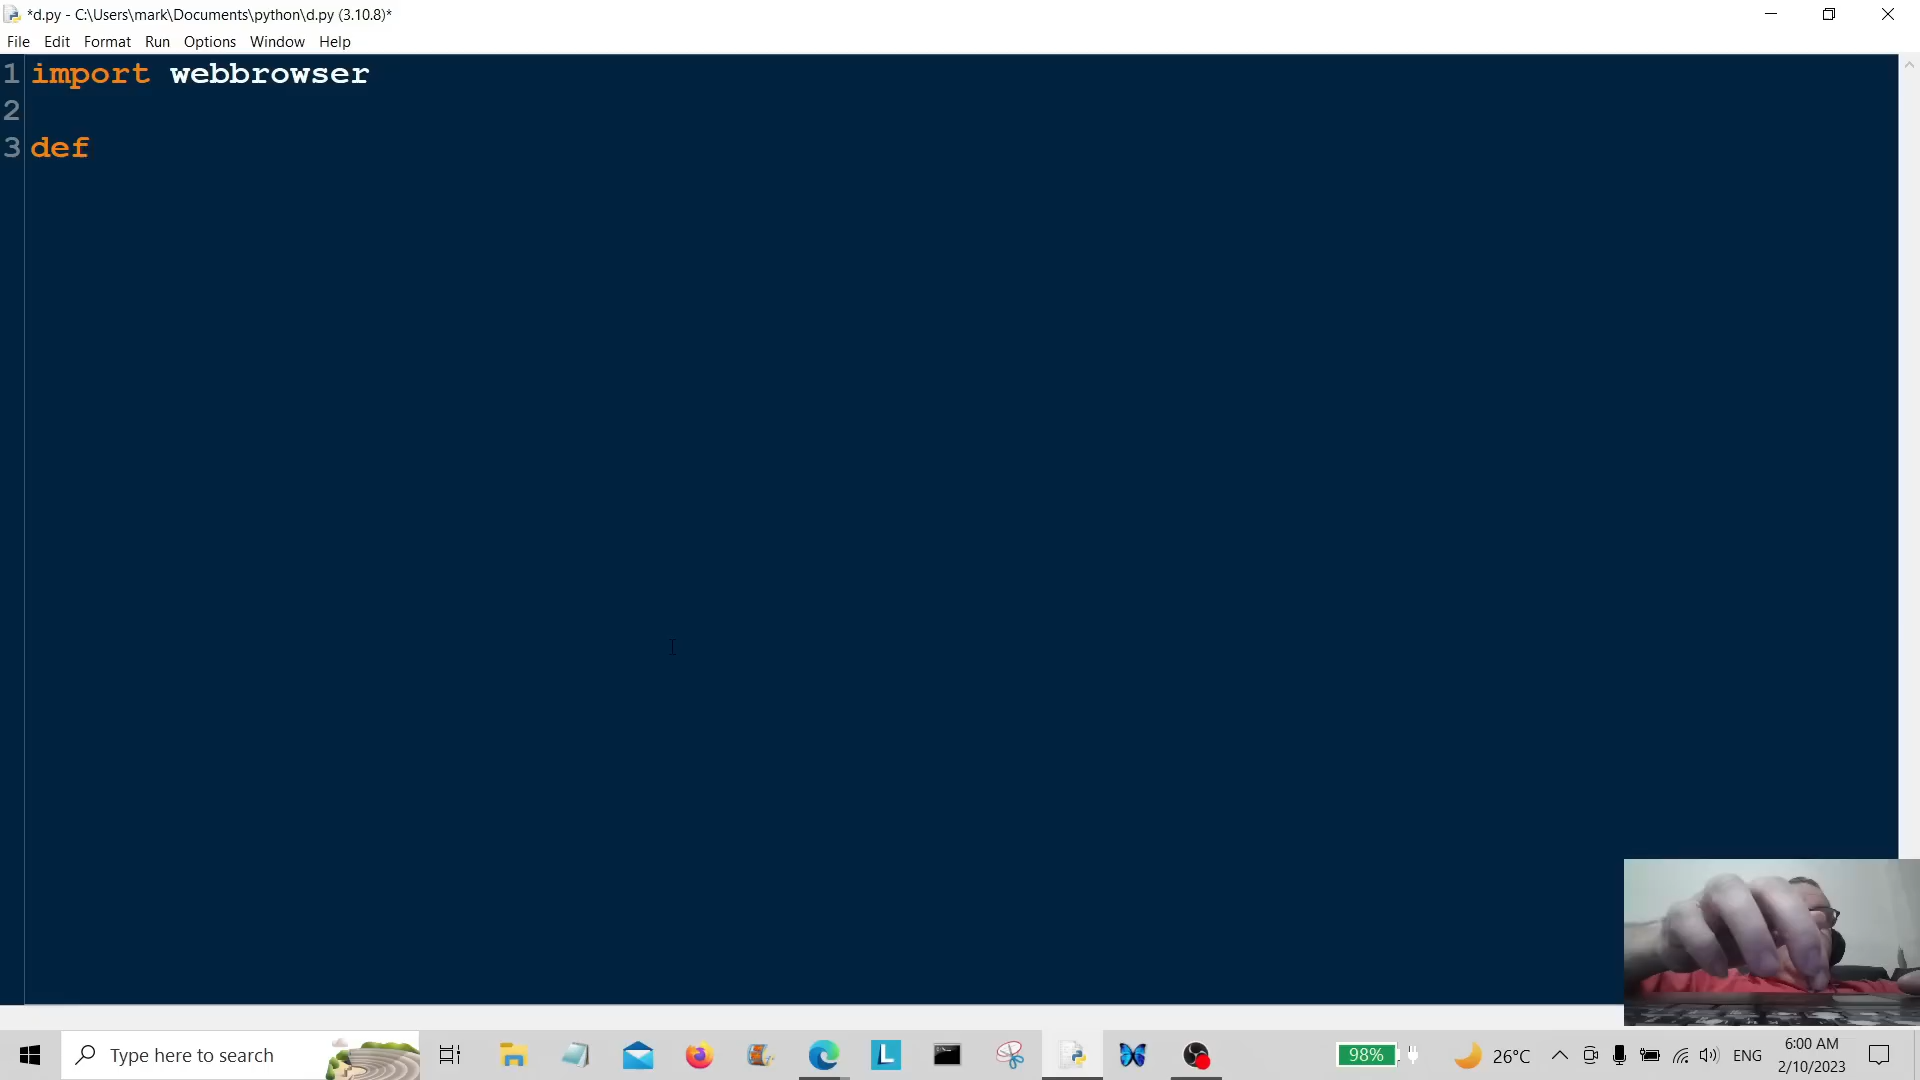 *d.py - C:\Users\mark\Documents\python\d.py (3.10.8)*
File Edit Format Run Options Window Help
1 import webbrowser
2
3 def
Type here to search
L
98%
26°C
ENG
6:00 AM
2/10/2023